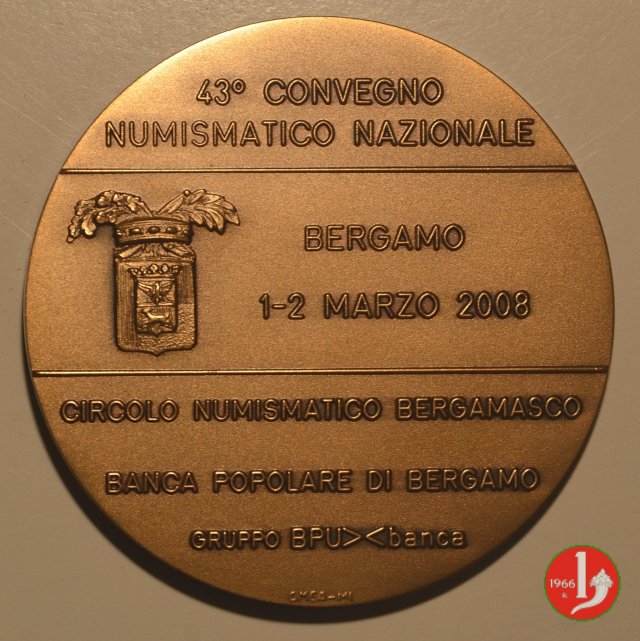 43° CONVEGNO
NUMISMATICO NAZIONALE
BERGAMO
1-2 MARZO 2008
CIRCOLO NUMISMATICO BERGAMASCO
BANCA POPOLARE DI BERGAMO
GRUPPO BPU><banca
1966